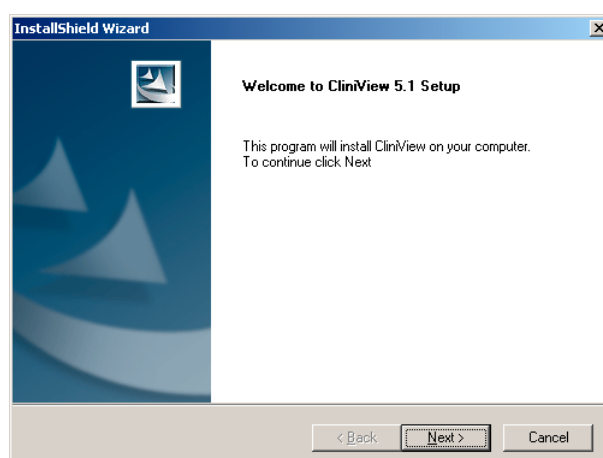 InstallShield Wizard
Welcome to CliniView 5.1 Setup
This program will install CliniView on your computer.
To continue click Next
< Back
Next >
Cancel